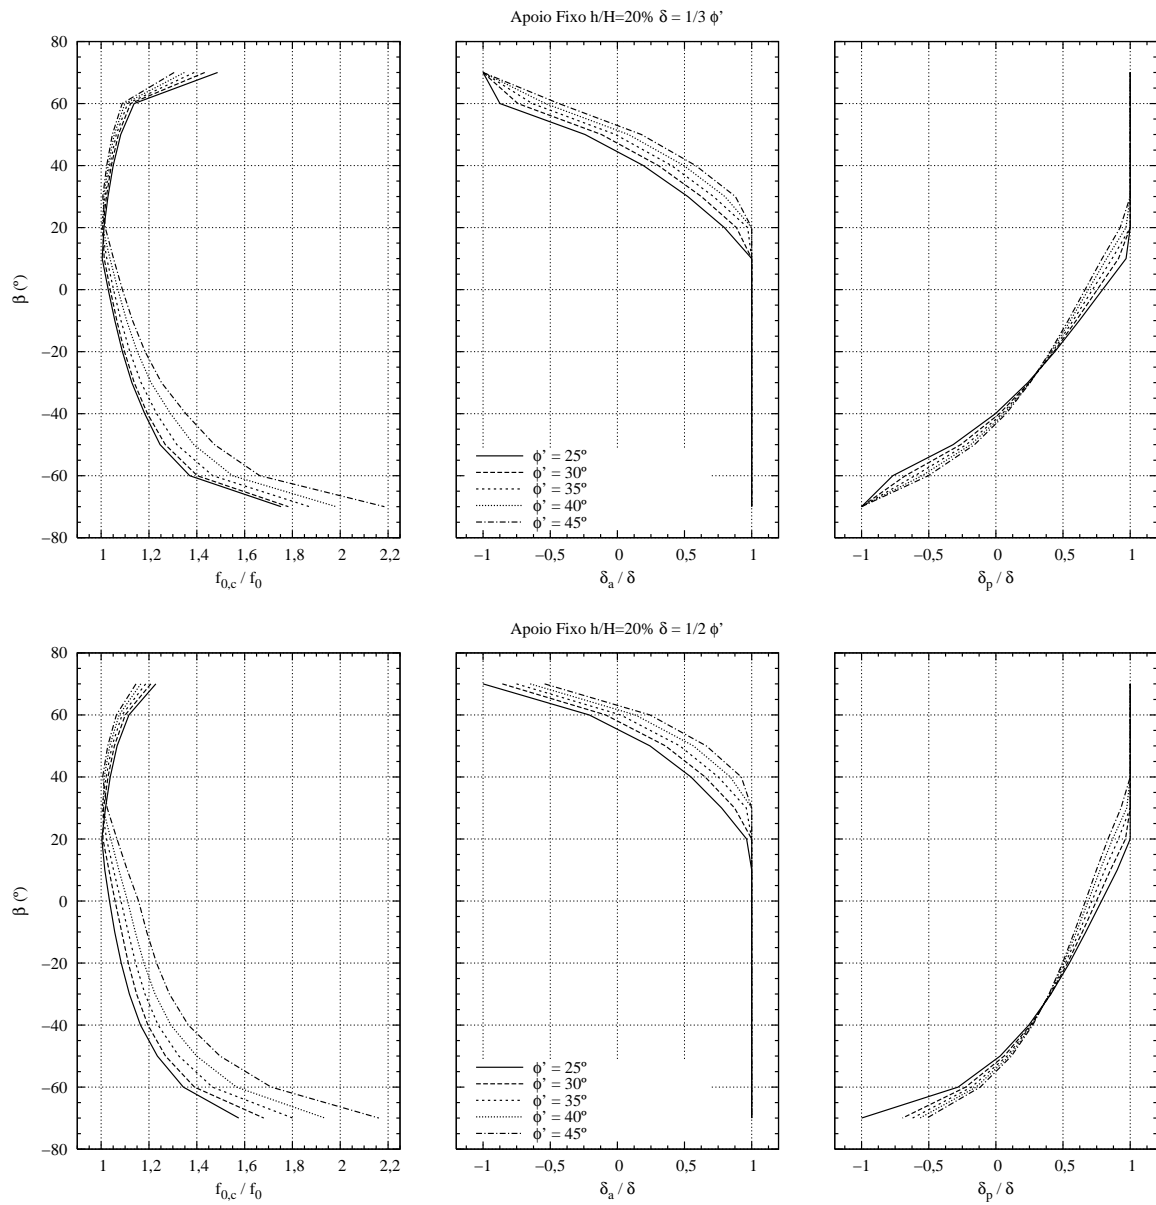 Apoio Fixo h/H=20% δ = 1/3 ϕ’
80
60
40
20
0
−20
−40
−60
−80
β (º)
1 1,2 1,4 1,6 1,8 2 2,2
f0,c / f0
ϕ’ = 25º
ϕ’ = 30º
ϕ’ = 35º
ϕ’ = 40º
ϕ’ = 45º
−1 −0,5 0 0,5 1
δa / δ
−1 −0,5 0 0,5 1
δp / δ
Apoio Fixo h/H=20% δ = 1/2 ϕ’
80
60
40
20
0
−20
−40
−60
−80
β (º)
1 1,2 1,4 1,6 1,8 2 2,2
f0,c / f0
ϕ’ = 25º
ϕ’ = 30º
ϕ’ = 35º
ϕ’ = 40º
ϕ’ = 45º
−1 −0,5 0 0,5 1
δa / δ
−1 −0,5 0 0,5 1
δp / δ